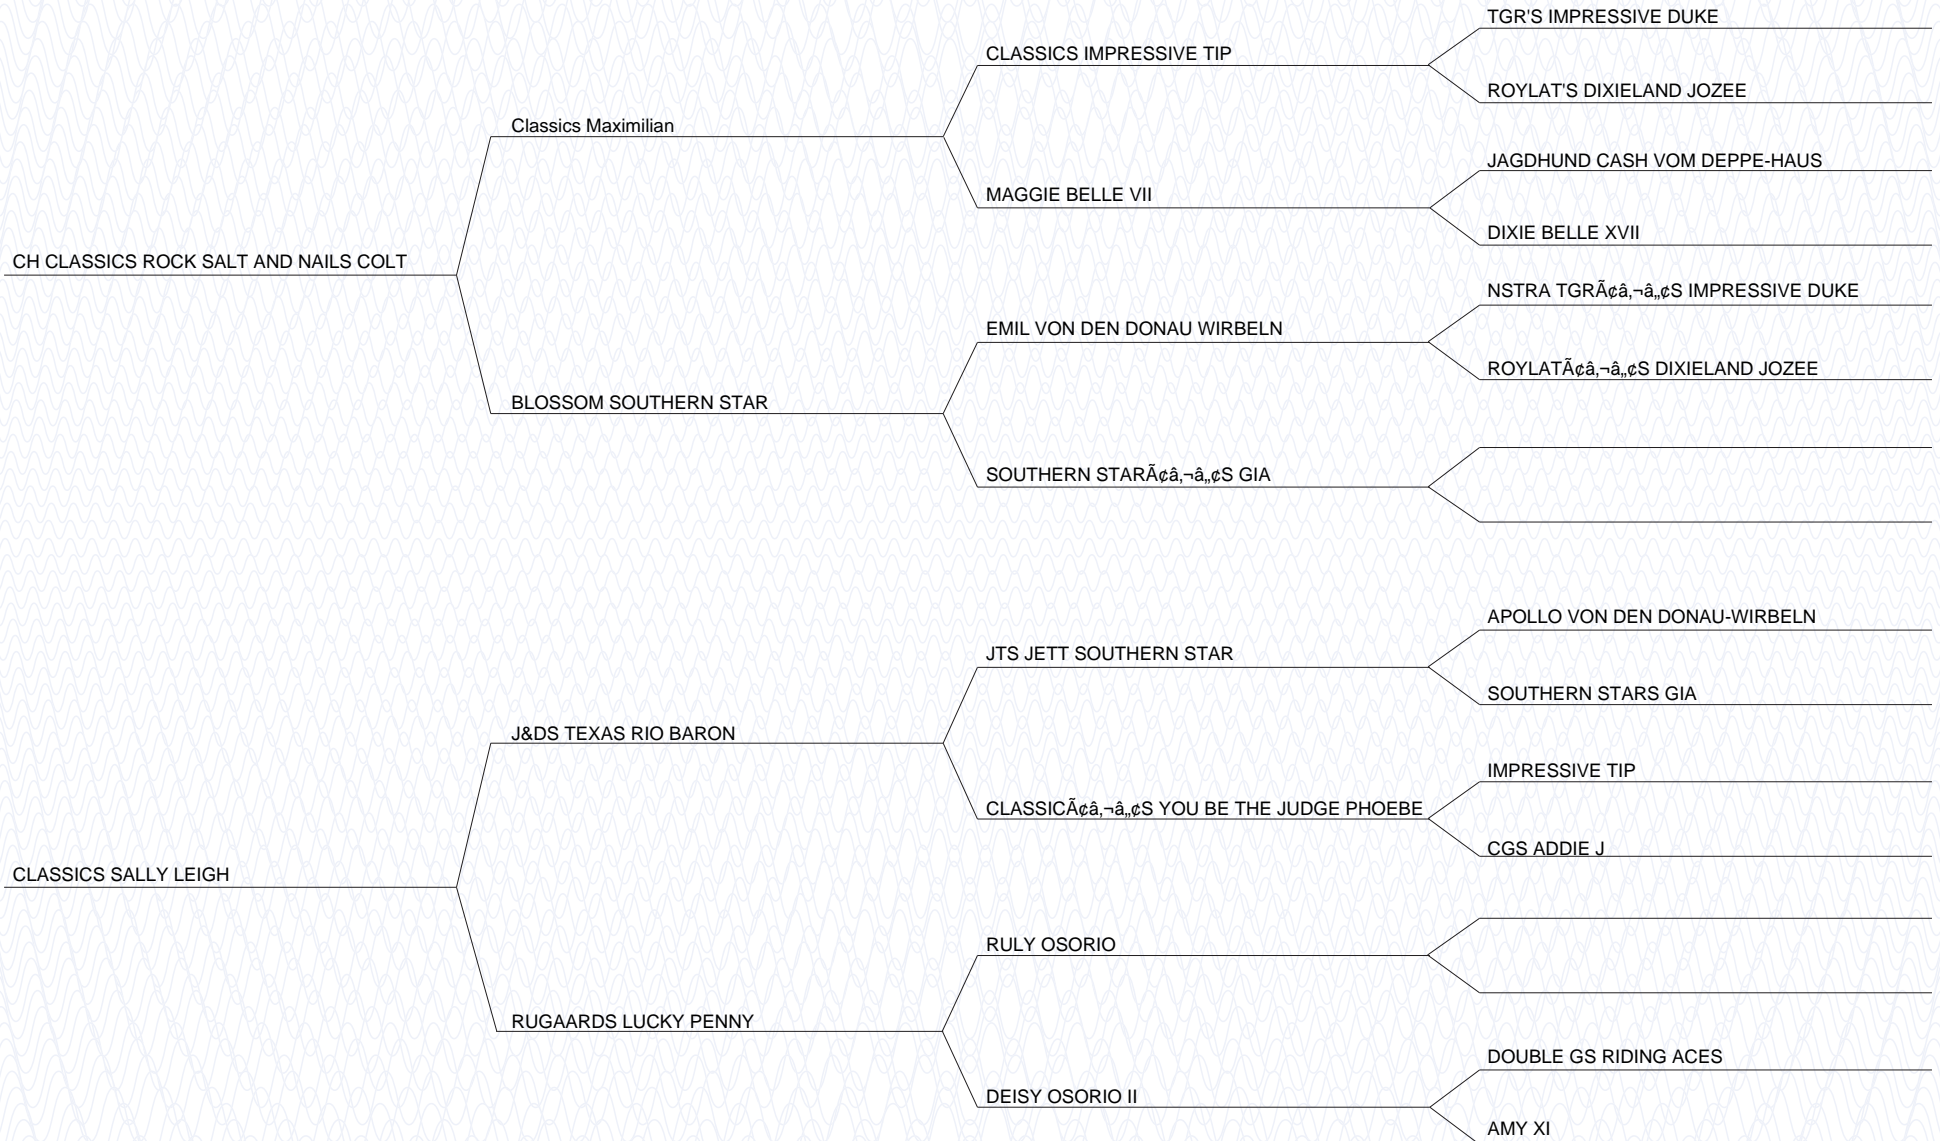 TGR'S IMPRESSIVE DUKE
CLASSICS IMPRESSIVE TIP
ROYLAT'S DIXIELAND JOZEE
Classics Maximilian
JAGDHUND CASH VOM DEPPE-HAUS
MAGGIE BELLE VII
DIXIE BELLE XVII
CH CLASSICS ROCK SALT AND NAILS COLT
NSTRA TGRÃ¢â‚¬â„¢S IMPRESSIVE DUKE
EMIL VON DEN DONAU WIRBELN
ROYLATÃ¢â‚¬â„¢S DIXIELAND JOZEE
BLOSSOM SOUTHERN STAR
SOUTHERN STARÃ¢â‚¬â„¢S GIA
APOLLO VON DEN DONAU-WIRBELN
JTS JETT SOUTHERN STAR
SOUTHERN STARS GIA
J&DS TEXAS RIO BARON
IMPRESSIVE TIP
CLASSICÃ¢â‚¬â„¢S YOU BE THE JUDGE PHOEBE
CGS ADDIE J
CLASSICS SALLY LEIGH
RULY OSORIO
RUGAARDS LUCKY PENNY
DOUBLE GS RIDING ACES
DEISY OSORIO II
AMY XI